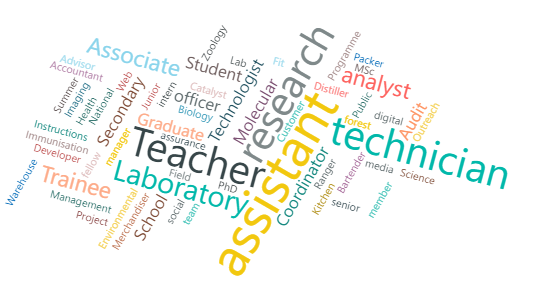 Zoology
Programme
Associate
Lab
Fit
Packer
Advisor
Student
MSc
Accountant
Web
Technologist
research
analyst
Imaging
Summer
Health
National
Junior
intern
Catalyst
Distiller
Secondary
officer
Molecular
Public
digital
Biology
Customer
forest
Audit
Outreach
Instructions
Graduate
assistant
technician
Immunisation
assurance
Developer
manager
Teacher
Coordinator
Bartender
fellow
Field
Ranger
media
Science
Warehouse
Trainee
Laboratory
PhD
Kitchen
senior
member
Management
Environmental
School
social
team
Project
Merchandiser